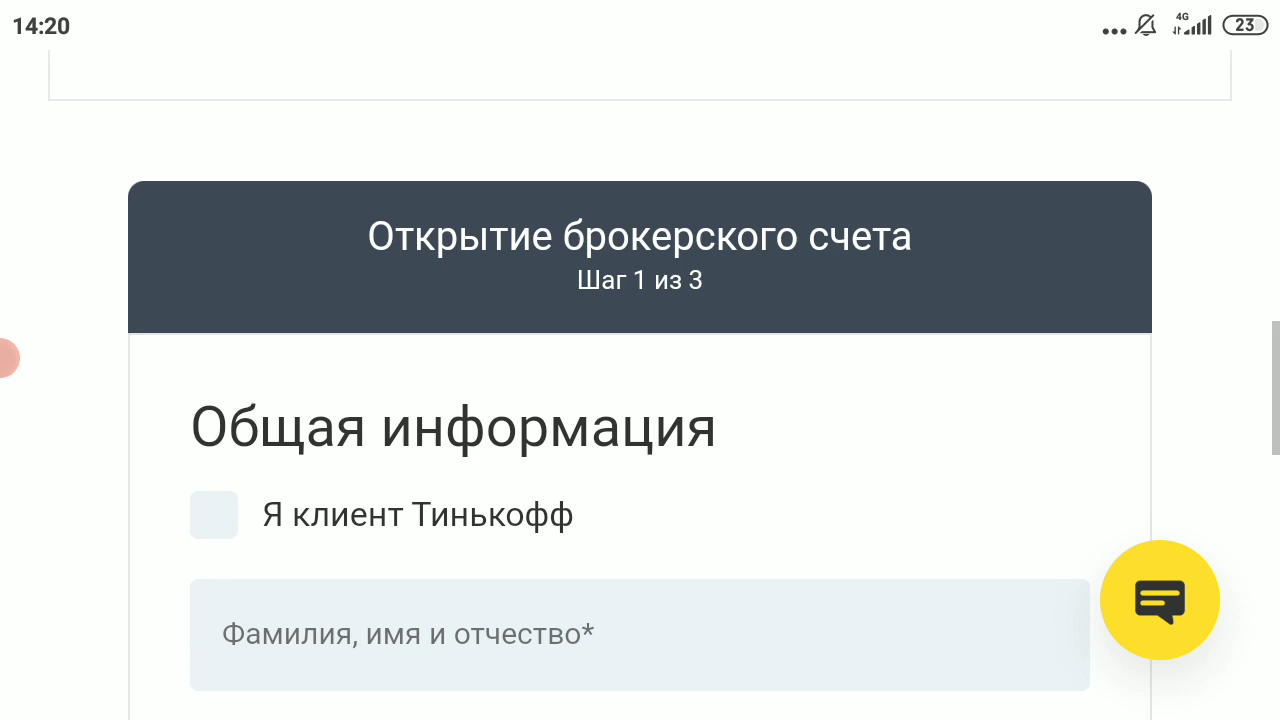 14:20
4G
23
Открытие брокерского счета
Шаг 1 из 3
Общая информация
Я клиент Тинькофф
Фамилия, имя и отчество*